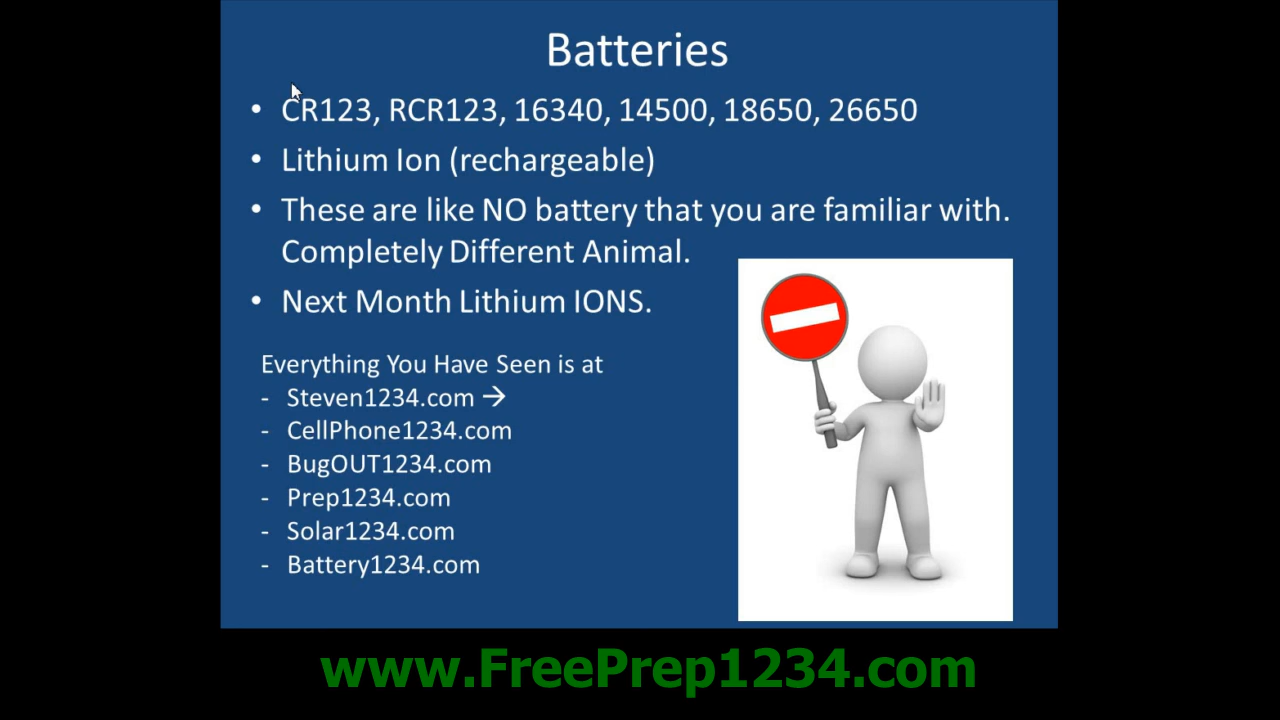 Batteries
• CR123, RCR123, 16340, 14500, 18650, 26650
• Lithium Ion (rechargeable)
• These are like NO battery that you are familiar with.
Completely Different Animal.
• Next Month Lithium IONS.
Everything You Have Seen is at
- Steven1234.com →
- CellPhone1234.com
- BugOUT1234.com
- Prep1234.com
- Solar1234.com
- Battery1234.com
www.FreePrep1234.com